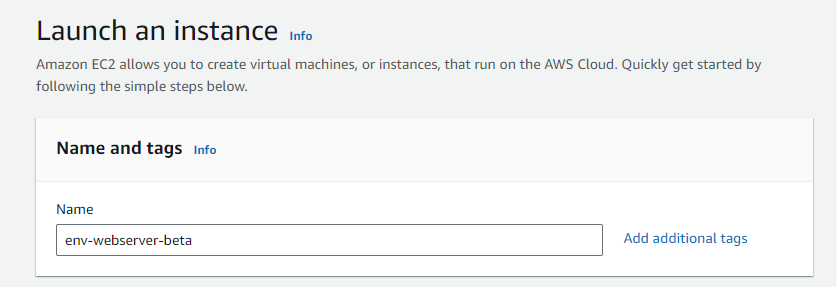 Launch an instance Info
Amazon EC2 allows you to create virtual machines, or instances, that run on the AWS Cloud. Quickly get started by
following the simple steps below.
Name and tags Info
Name
env-webserver-beta Add additional tags